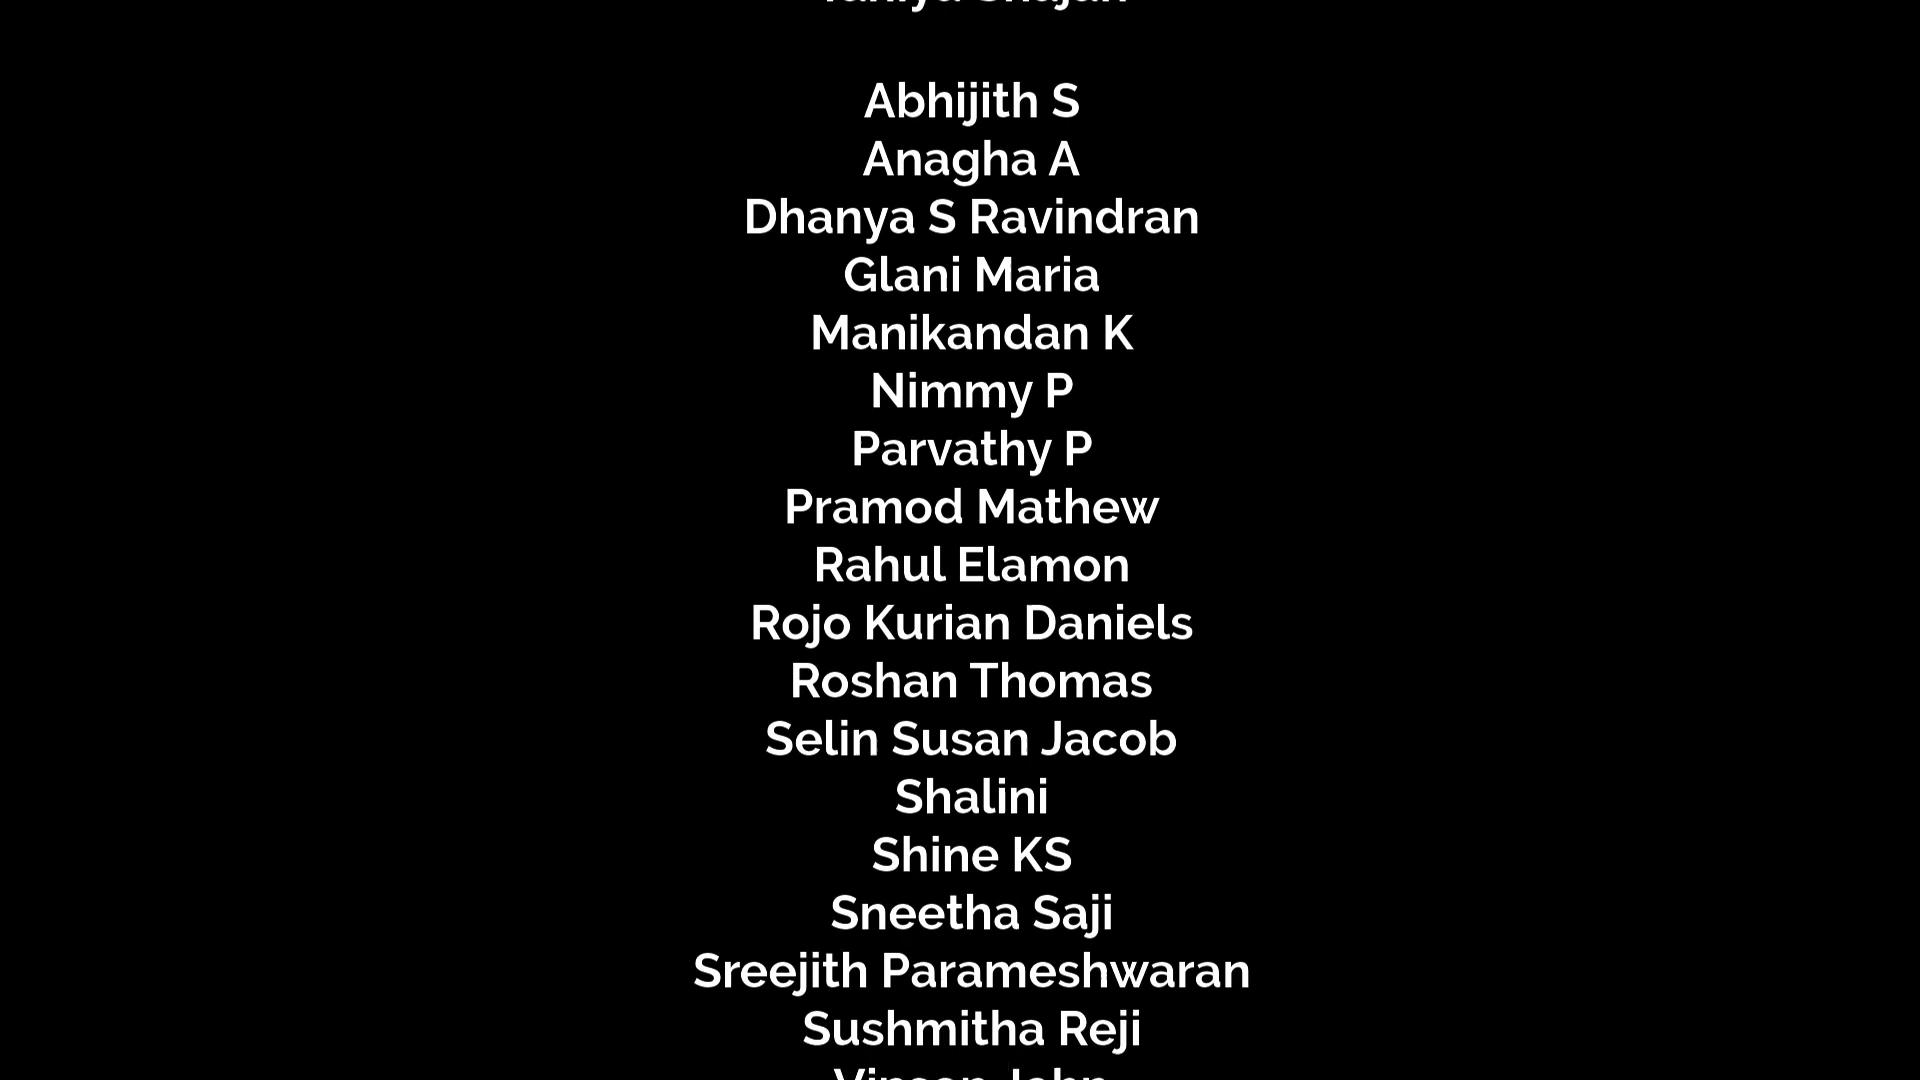 Abhijith S
Anagha A
Dhanya S Ravindran
Glani Maria
Manikandan K
Nimmy P
Parvathy P
Pramod Mathew
Rahul Elamon
Rojo Kurian Daniels
Roshan Thomas
Selin Susan Jacob
Shalini
Shine KS
Sneetha Saji
Sreejith Parameshwaran
Sushmitha Reji